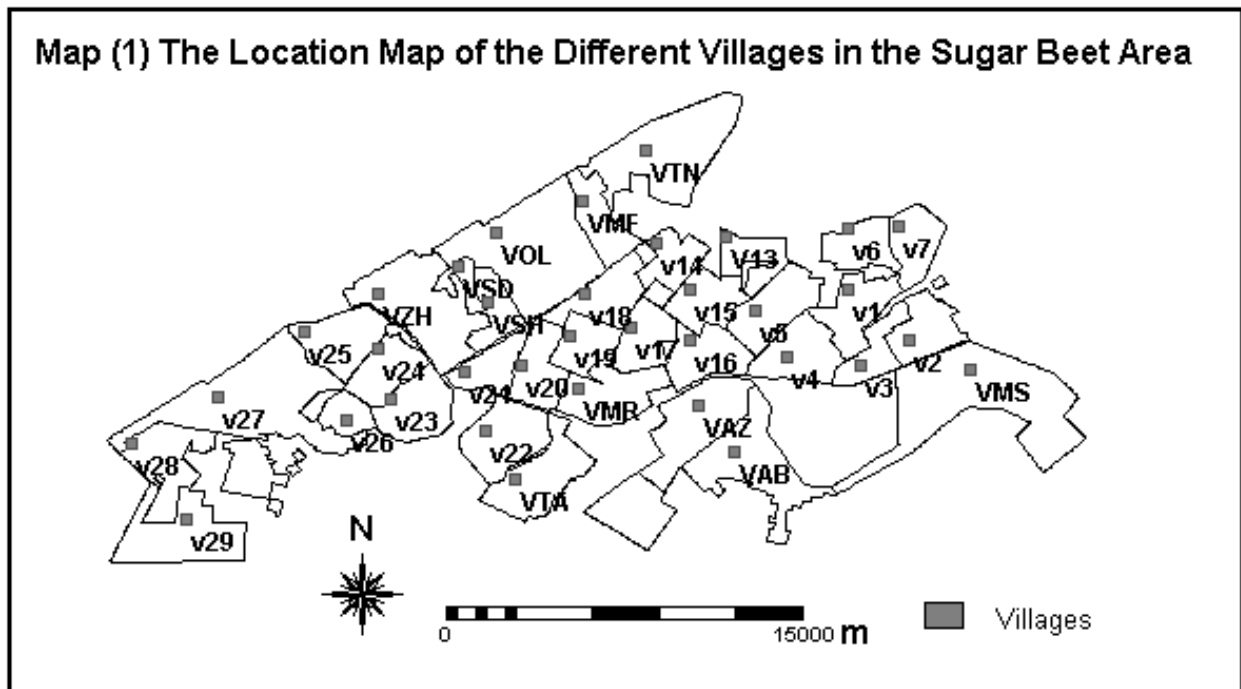 Map (1) The Location Map of the Different Villages in the Sugar Beet Area
VTN
VMF
VOL
v14
V13
v6
v7
VSD
VZH
VSH
v18
v15
v5
v1
v25
v24
v19
v17
v16
v4
v3
v2
VMS
v21
v20
VMR
v27
v26
v23
VAZ
v22
VAB
v28
VTA
v29
N
0
15000 m
Villages